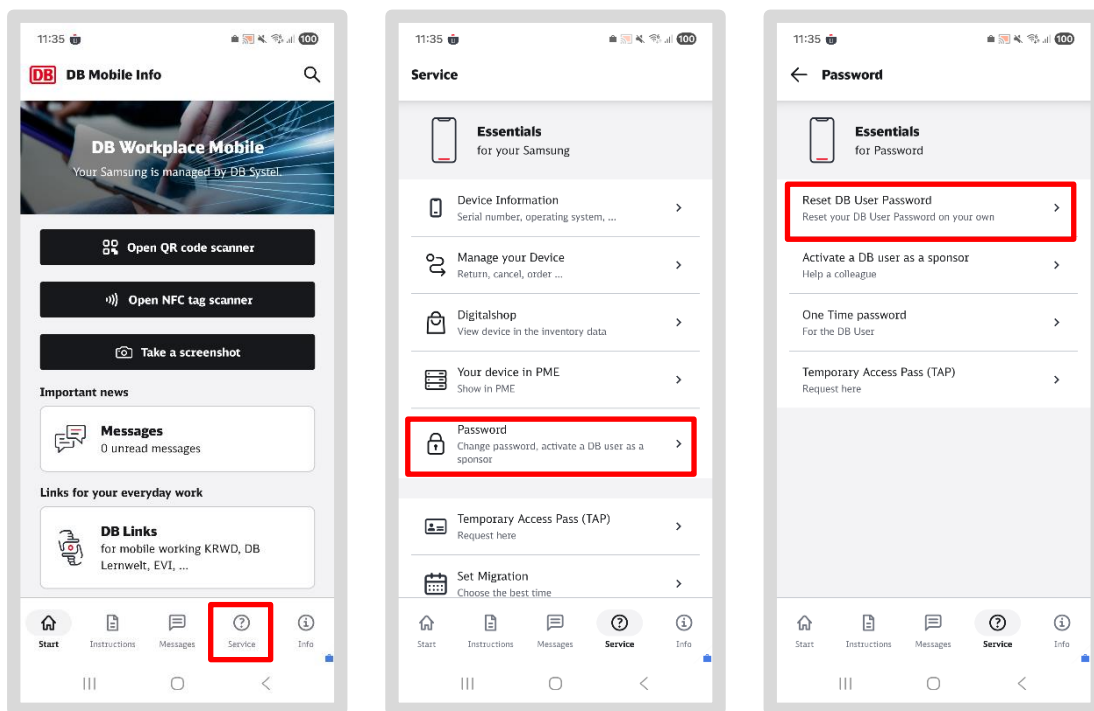 11:35
100
DB DB Mobile Info
DB Workplace Mobile
Your Samsung is managed by DB Systel.
Open QR code scanner
Open NFC tag scanner
Take a screenshot
Important news
Messages
0 unread messages
Links for your everyday work
DB Links
for mobile working KRWD, DB
Lernwelt, EVI, ...
Start Instructions Messages Service Info
11:35
100
Service
Essentials
for your Samsung
Device Information
Serial number, operating system, ...
Manage your Device
Return, cancel, order ...
Digitalshop
View device in the inventory data
Your device in PME
Show in PME
Password
Change password, activate a DB user as a
sponsor
Temporary Access Pass (TAP)
Request here
Set Migration
Choose the best time
Start Instructions Messages Service Info
11:35
100
Password
Essentials
for Password
Reset DB User Password
Reset your DB User Password on your own
Activate a DB user as a sponsor
Help a colleague
One Time password
For the DB User
Temporary Access Pass (TAP)
Request here
Start Instructions Messages Service Info